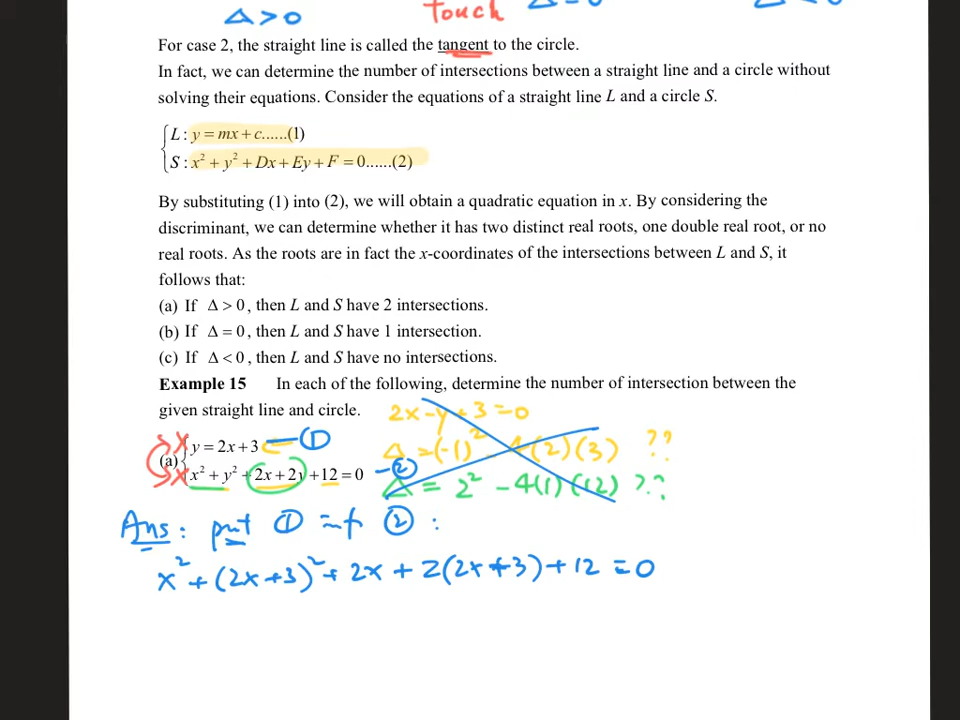 Δ > 0 touch
For case 2, the straight line is called the tangent to the circle.
In fact, we can determine the number of intersections between a straight line and a circle without
solving their equations. Consider the equations of a straight line L and a circle S.
L : y = mx + c......(1)
S : x² + y² + Dx + Ey + F = 0......(2)
By substituting (1) into (2), we will obtain a quadratic equation in x. By considering the
discriminant, we can determine whether it has two distinct real roots, one double real root, or no
real roots. As the roots are in fact the x-coordinates of the intersections between L and S, it
follows that:
(a) If Δ > 0, then L and S have 2 intersections.
(b) If Δ = 0, then L and S have 1 intersection.
(c) If Δ < 0, then L and S have no intersections.
Example 15 In each of the following, determine the number of intersection between the
given straight line and circle.
2x − y + 3 = 0
(a) y = 2x + 3 — ①
Δ = (−1)² − 4(2)(3) ??
x² + y² + 2x + 2y + 12 = 0 — ②
Δ = 2² − 4(1)(12) ??
Ans : put ① into ② :
x² + (2x+3)² + 2x + 2(2x+3) + 12 = 0